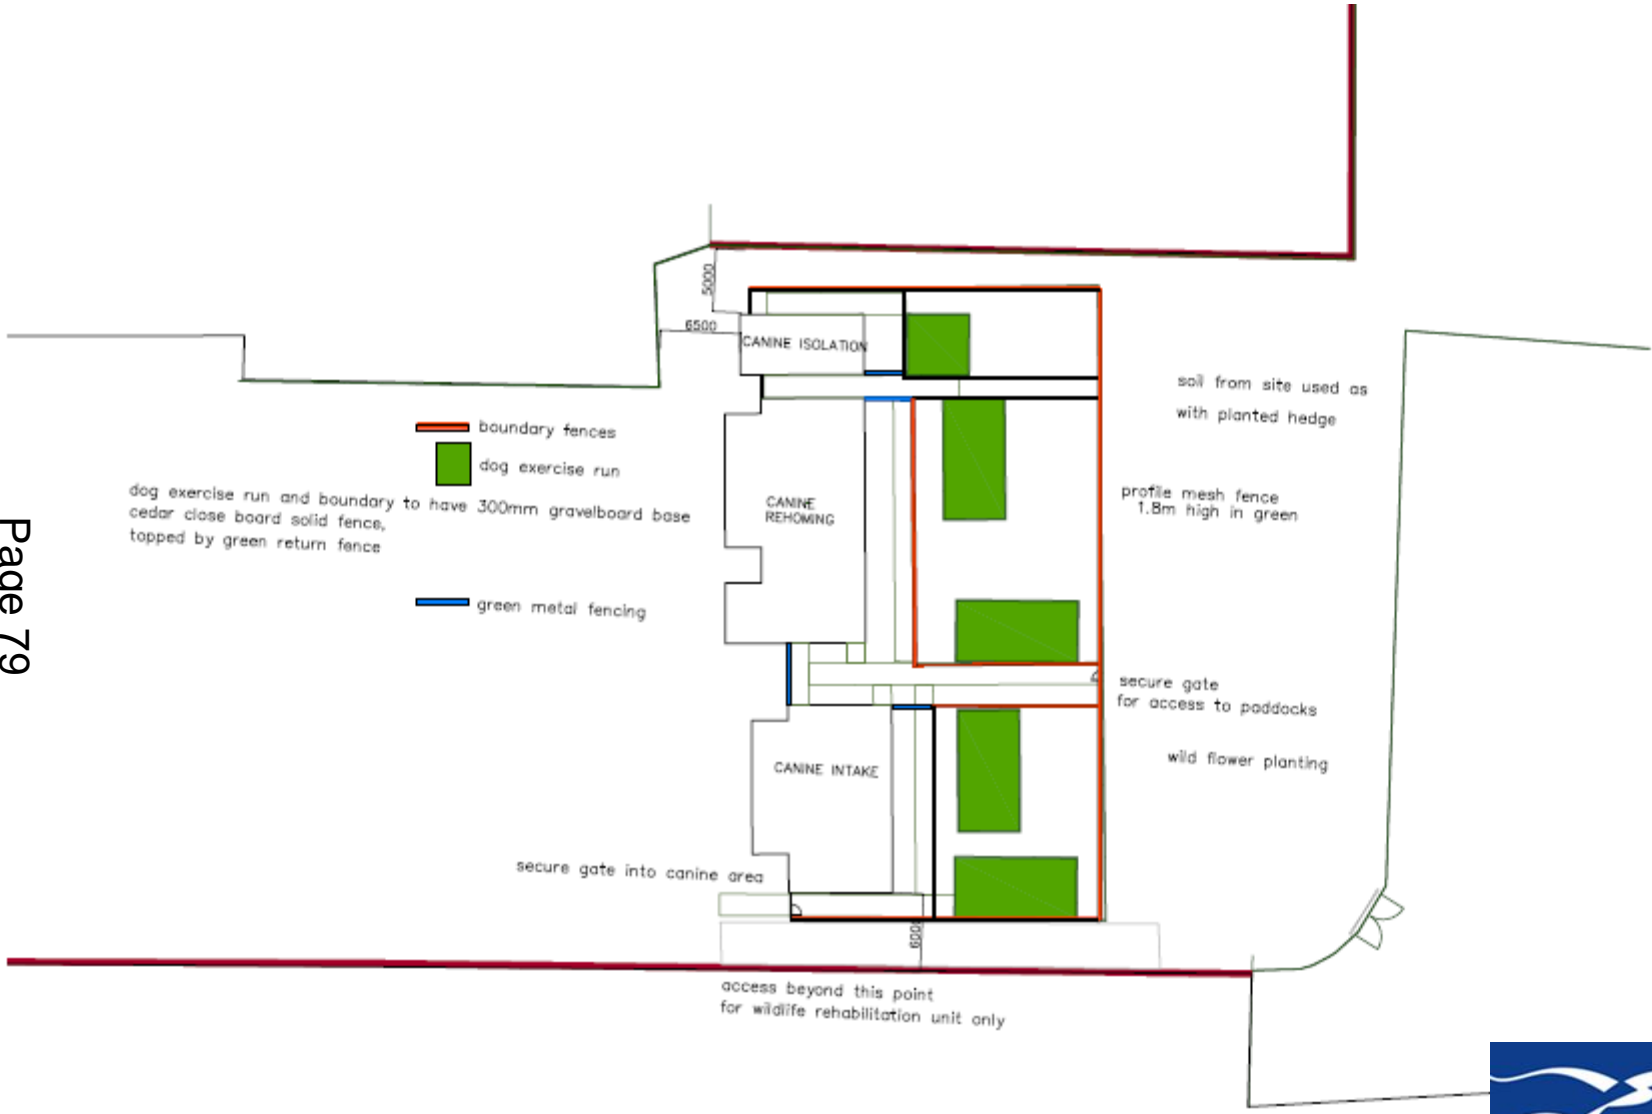 5000
6500
CANINE ISOLATION
soil from site used as
with planted hedge
boundary fences
dog exercise run
dog exercise run and boundary to have 300mm gravelboard base
cedar close board solid fence,
topped by green return fence
CANINE
REHOMING
profile mesh fence
1.8m high in green
Page 79
green metal fencing
secure gate
for access to paddocks
wild flower planting
CANINE INTAKE
secure gate into canine area
access beyond this point
for wildlife rehabilitation unit only